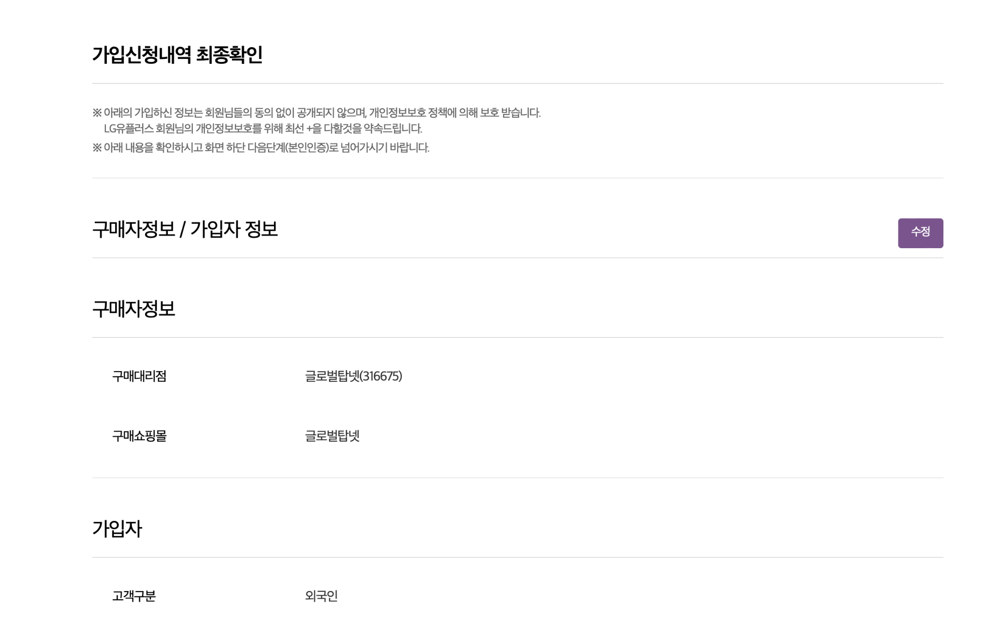 가입신청내역 최종확인
※ 아래의 가입하신 정보는 회원님들의 동의 없이 공개되지 않으며, 개인정보보호 정책에 의해 보호 받습니다.
LG유플러스 회원님의 개인정보보호를 위해 최선 +을 다할것을 약속드립니다.
※ 아래 내용을 확인하시고 화면 하단 다음단계(본인인증)로 넘어가시기 바랍니다.
구매자정보 / 가입자 정보
수정
구매자정보
구매대리점 글로벌탑넷(316675)
구매쇼핑몰 글로벌탑넷
가입자
고객구분 외국인